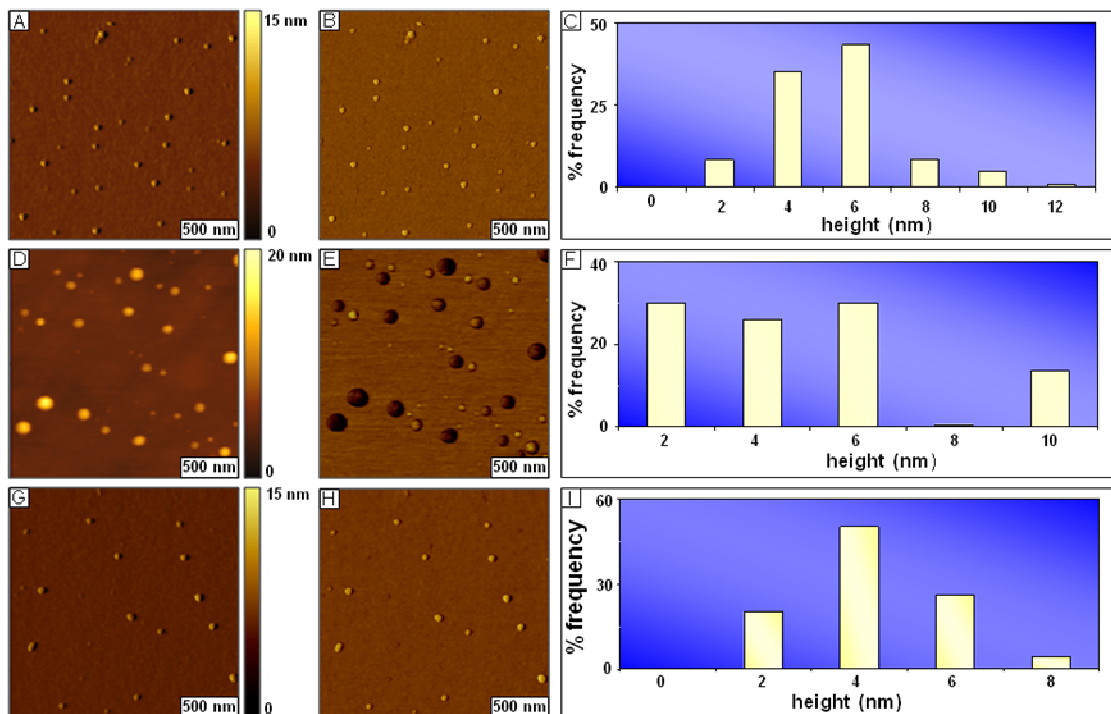 A
15 nm
0
500 nm
B
500 nm
C
50
25
0
% frequency
0 2 4 6 8 10 12
height (nm)
D
20 nm
0
500 nm
E
500 nm
F
40
20
0
% frequency
2 4 6 8 10
height (nm)
G
15 nm
0
500 nm
H
500 nm
I
60
30
0
% frequency
0 2 4 6 8
height (nm)